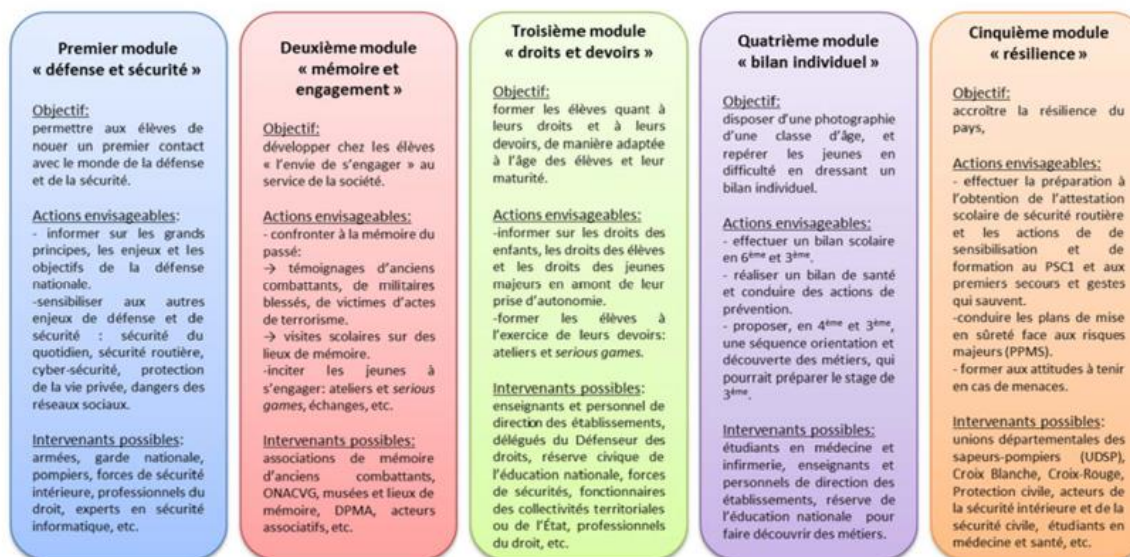 Premier module
« défense et sécurité »
Objectif:
permettre aux élèves de
nouer un premier contact
avec le monde de la défense
et de la sécurité.
Actions envisageables:
- informer sur les grands
principes, les enjeux et les
objectifs de la défense
nationale.
-sensibiliser aux autres
enjeux de défense et de
sécurité : sécurité du
quotidien, sécurité routière,
cyber-sécurité, protection
de la vie privée, dangers des
réseaux sociaux.
Intervenants possibles:
armées, garde nationale,
pompiers, forces de sécurité
intérieure, professionnels du
droit, experts en sécurité
informatique, etc.
Deuxième module
« mémoire et
engagement »
Objectif:
développer chez les élèves
« l'envie de s'engager » au
service de la société.
Actions envisageables:
- confronter à la mémoire du
passé:
→ témoignages d'anciens
combattants, de militaires
blessés, de victimes d'actes
de terrorisme.
→ visites scolaires sur des
lieux de mémoire.
-inciter les jeunes à
s'engager: ateliers et serious
games, échanges, etc.
Intervenants possibles:
associations de mémoire
d'anciens combattants,
ONACVG, musées et lieux de
mémoire, DPMA, acteurs
associatifs, etc.
Troisième module
« droits et devoirs »
Objectif:
former les élèves quant à
leurs droits et à leurs
devoirs, de manière adaptée
à l'âge des élèves et leur
maturité.
Actions envisageables:
-informer sur les droits des
enfants, les droits des élèves
et les droits des jeunes
majeurs en amont de leur
prise d'autonomie.
-former les élèves à
l'exercice de leurs devoirs:
ateliers et serious games.
Intervenants possibles:
enseignants et personnel de
direction des établissements,
délégués du Défenseur des
droits, réserve civique de
l'éducation nationale, forces
de sécurités, fonctionnaires
des collectivités territoriales
ou de l'État, professionnels
du droit, etc.
Quatrième module
« bilan individuel »
Objectif:
disposer d'une photographie
d'une classe d'âge, et
repérer les jeunes en
difficulté en dressant un
bilan individuel.
Actions envisageables:
- effectuer un bilan scolaire
en 6ème et 3ème.
- réaliser un bilan de santé
et conduire des actions de
prévention.
- proposer, en 4ème et 3ème,
une séquence orientation et
découverte des métiers, qui
pourrait préparer le stage de
3ème.
Intervenants possibles:
étudiants en médecine et
infirmerie, enseignants et
personnels de direction des
établissements, réserve de
l'éducation nationale pour
faire découvrir des métiers.
Cinquième module
« résilience »
Objectif:
accroître la résilience du
pays,
Actions envisageables:
- effectuer la préparation à
l'obtention de l'attestation
scolaire de sécurité routière
et les actions de de
sensibilisation et de
formation au PSC1 et aux
premiers secours et gestes
qui sauvent.
-conduire les plans de mise
en sûreté face aux risques
majeurs (PPMS).
- former aux attitudes à tenir
en cas de menaces.
Intervenants possibles:
unions départementales des
sapeurs-pompiers (UDSP),
Croix Blanche, Croix-Rouge,
Protection civile, acteurs de
la sécurité intérieure et de la
sécurité civile, étudiants en
médecine et santé, etc.